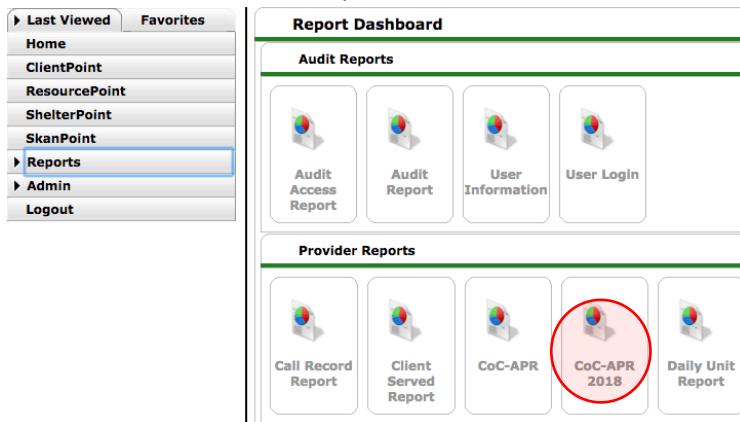 Last Viewed Favorites
Home
ClientPoint
ResourcePoint
ShelterPoint
SkanPoint
Reports
Admin
Logout
Report Dashboard
Audit Reports
Audit
Access
Report
Audit
Report
User
Information
User Login
Provider Reports
Call Record
Report
Client
Served
Report
CoC-APR
CoC-APR
2018
Daily Unit
Report